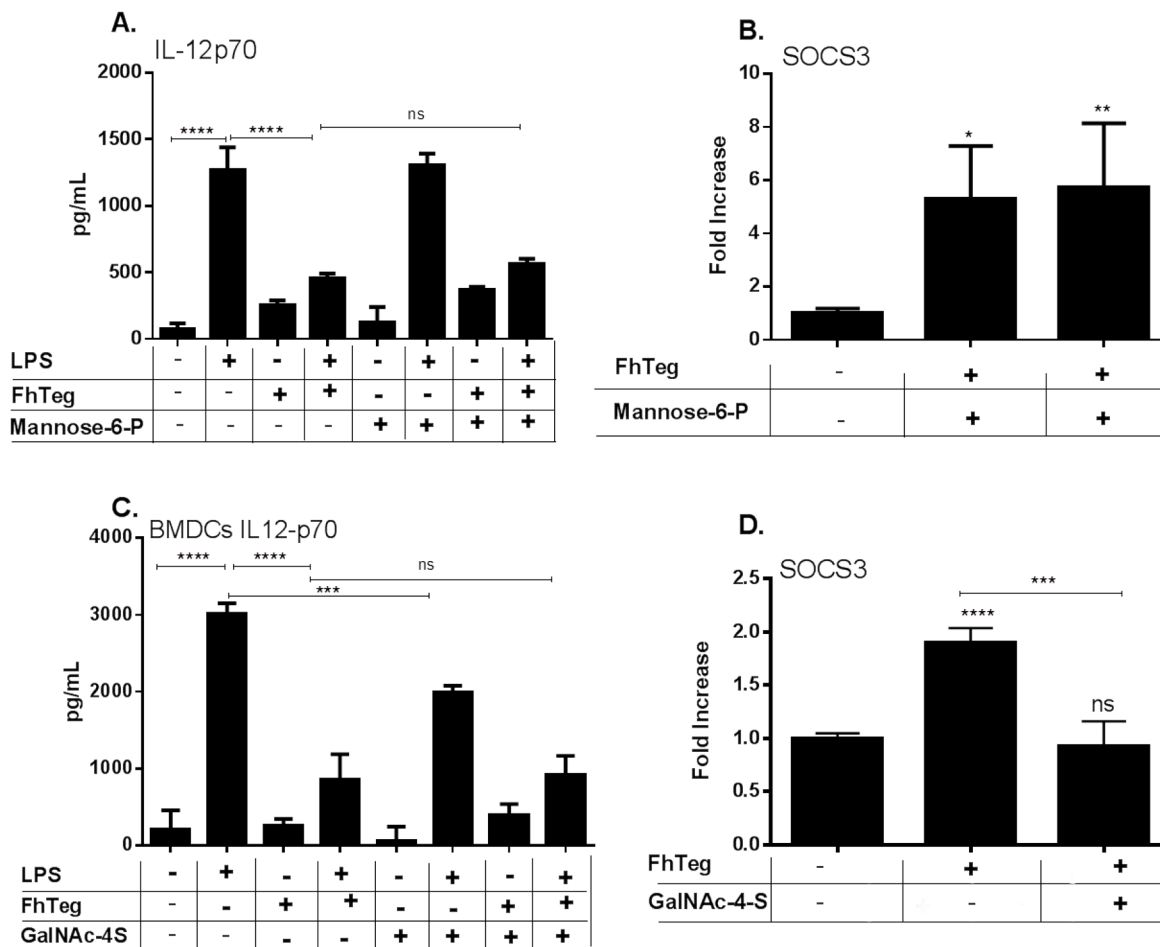 A.
IL-12p70
2000
1500
1000
500
0
pg/mL
**** **** ns
LPS - + - + - + - +
FhTeg - - + + - - + +
Mannose-6-P - - - - + + + +
B.
SOCS3
10
8
6
4
2
0
Fold Increase
* **
FhTeg - + +
Mannose-6-P - + +
C.
BMDCs IL12-p70
4000
3000
2000
1000
0
pg/mL
**** **** ns
***
LPS - + - + - + - +
FhTeg - - + + - - + +
GalNAc-4S - - - - + + + +
D.
SOCS3
2.5
2.0
1.5
1.0
0.5
0.0
Fold Increase
***
****
ns
FhTeg - + +
GalNAc-4-S - - +